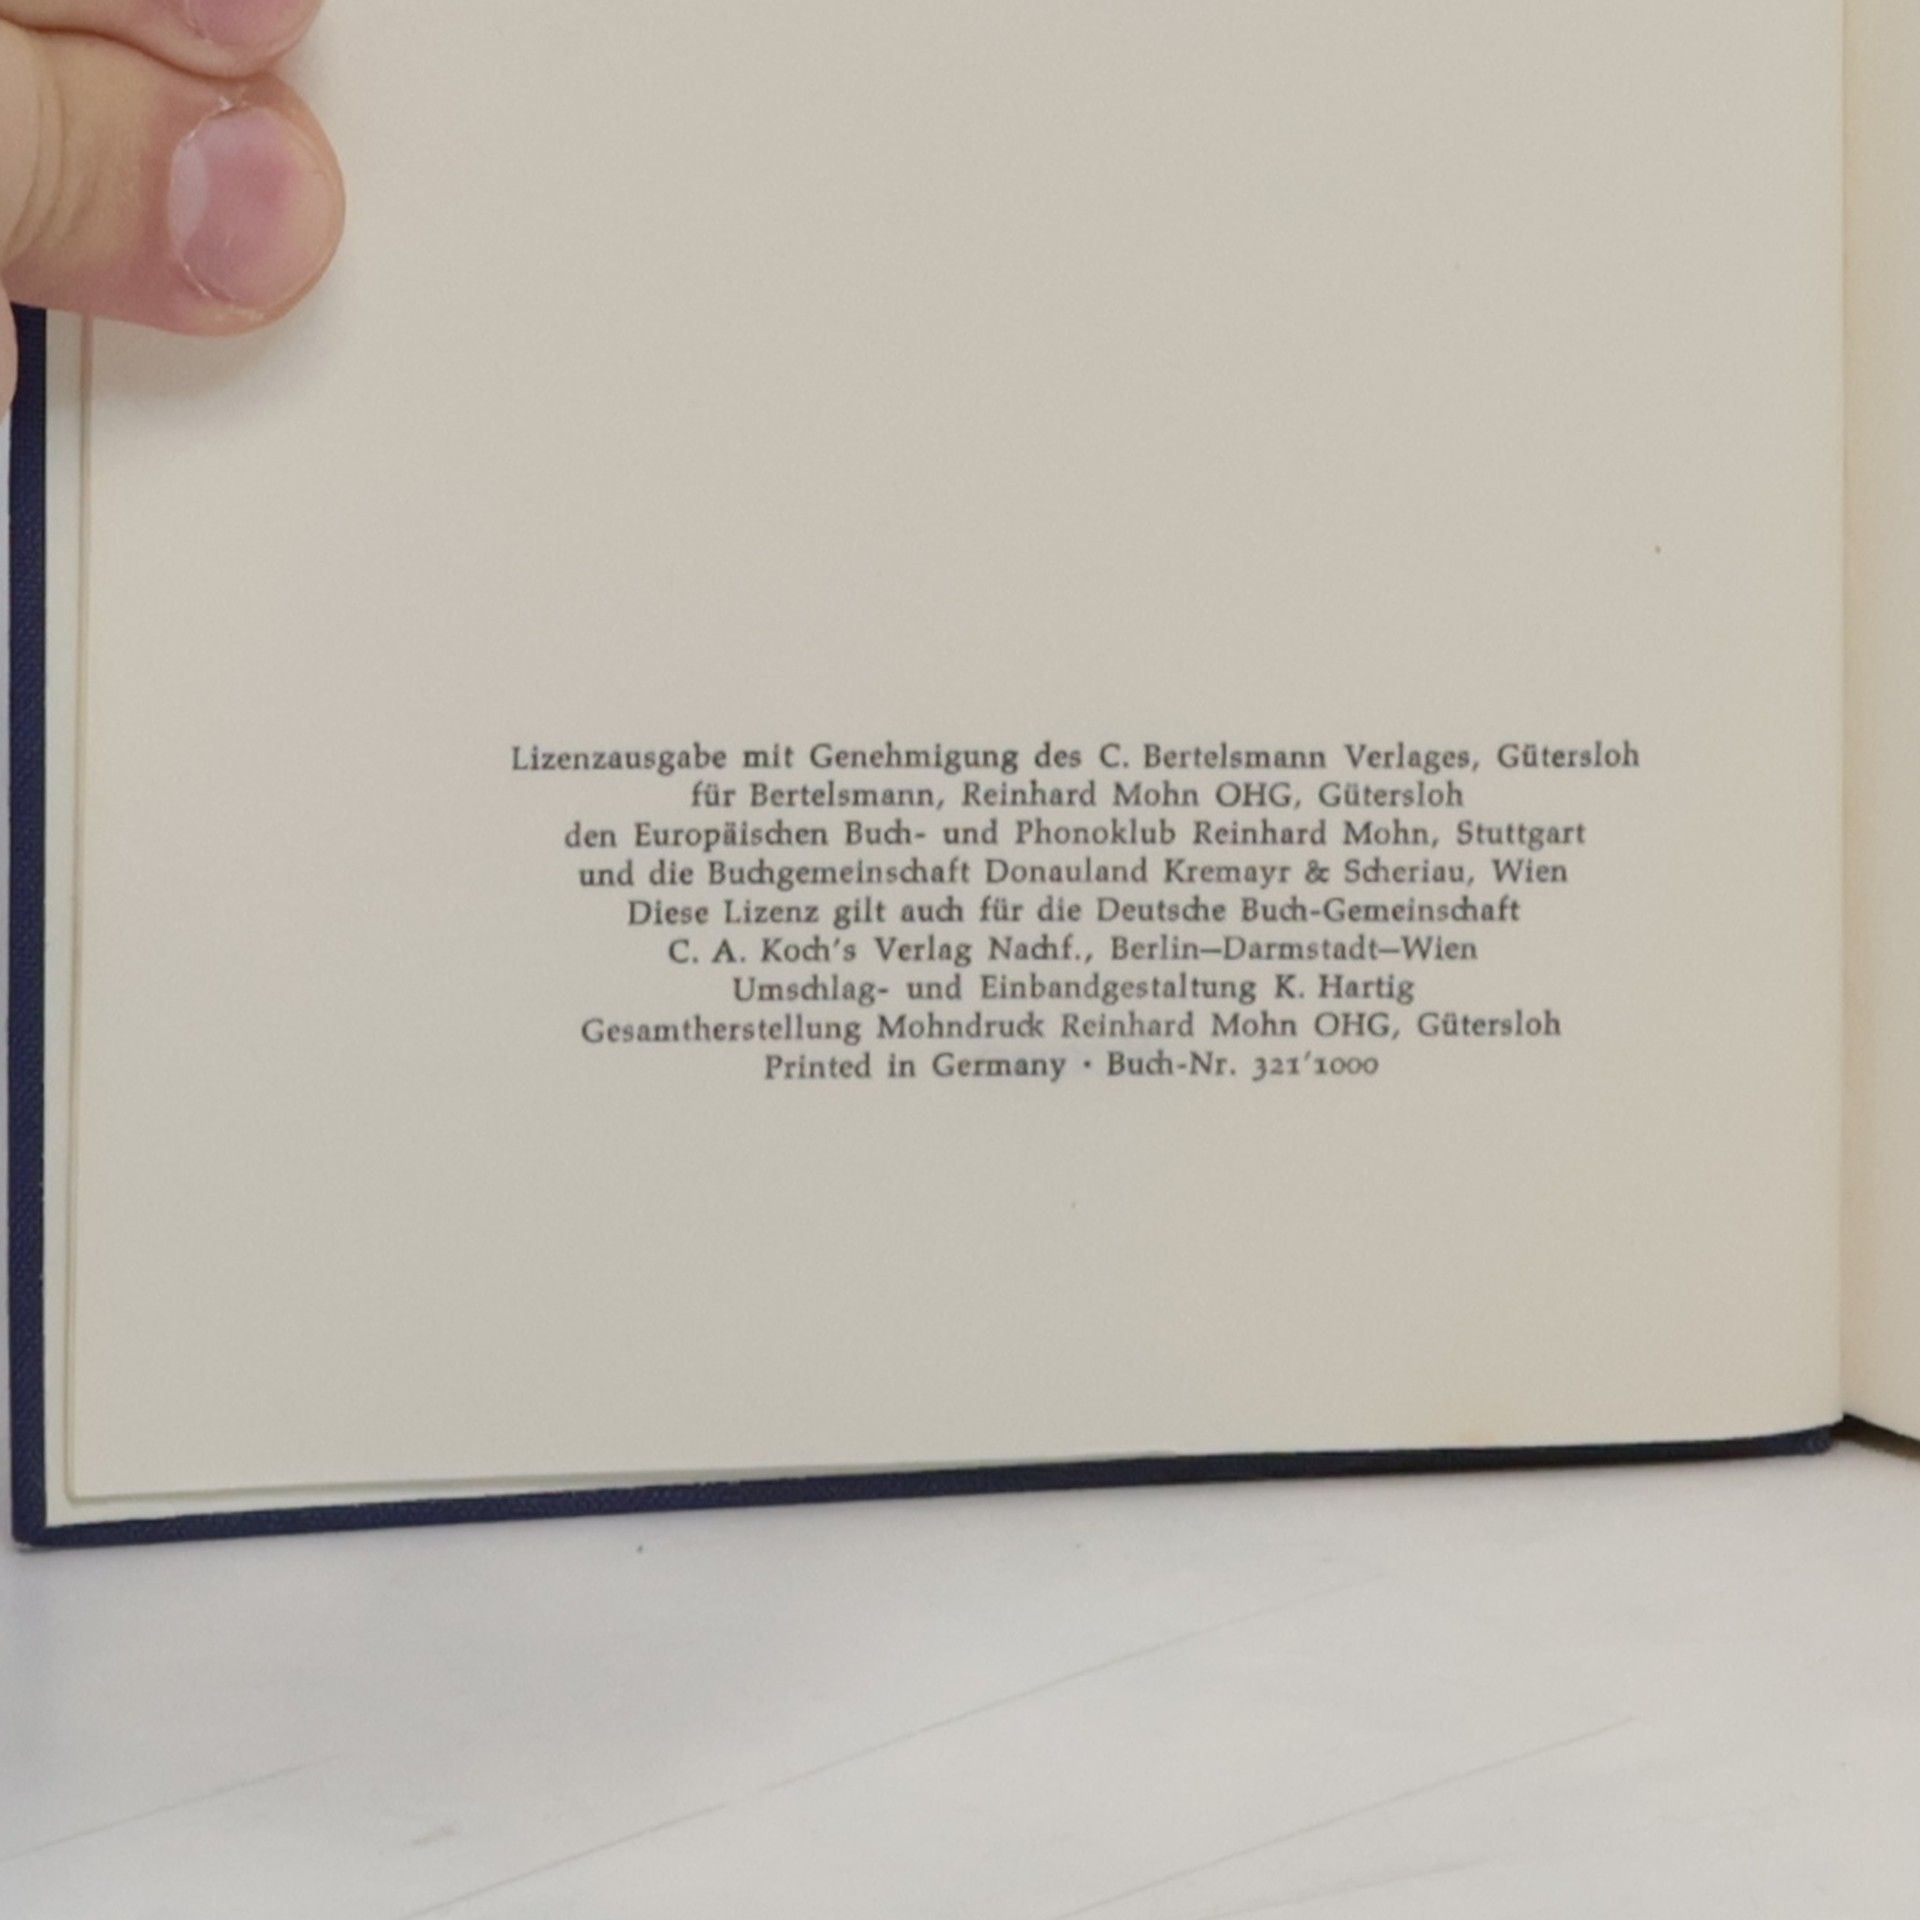 Lizenzausgabe mit Genehmigung des C. Bertelsmann Verlages, Gütersloh
für Bertelsmann, Reinhard Mohn OHG, Gütersloh
den Europäischen Buch- und Phonoklub Reinhard Mohn, Stuttgart
und die Buchgemeinschaft Donauland Kremayr & Scheriau, Wien
Diese Lizenz gilt auch für die Deutsche Buch-Gemeinschaft
C. A. Koch's Verlag Nachf., Berlin—Darmstadt—Wien
Umschlag- und Einbandgestaltung K. Hartig
Gesamtherstellung Mohndruck Reinhard Mohn OHG, Gütersloh
Printed in Germany · Buch-Nr. 321'1000